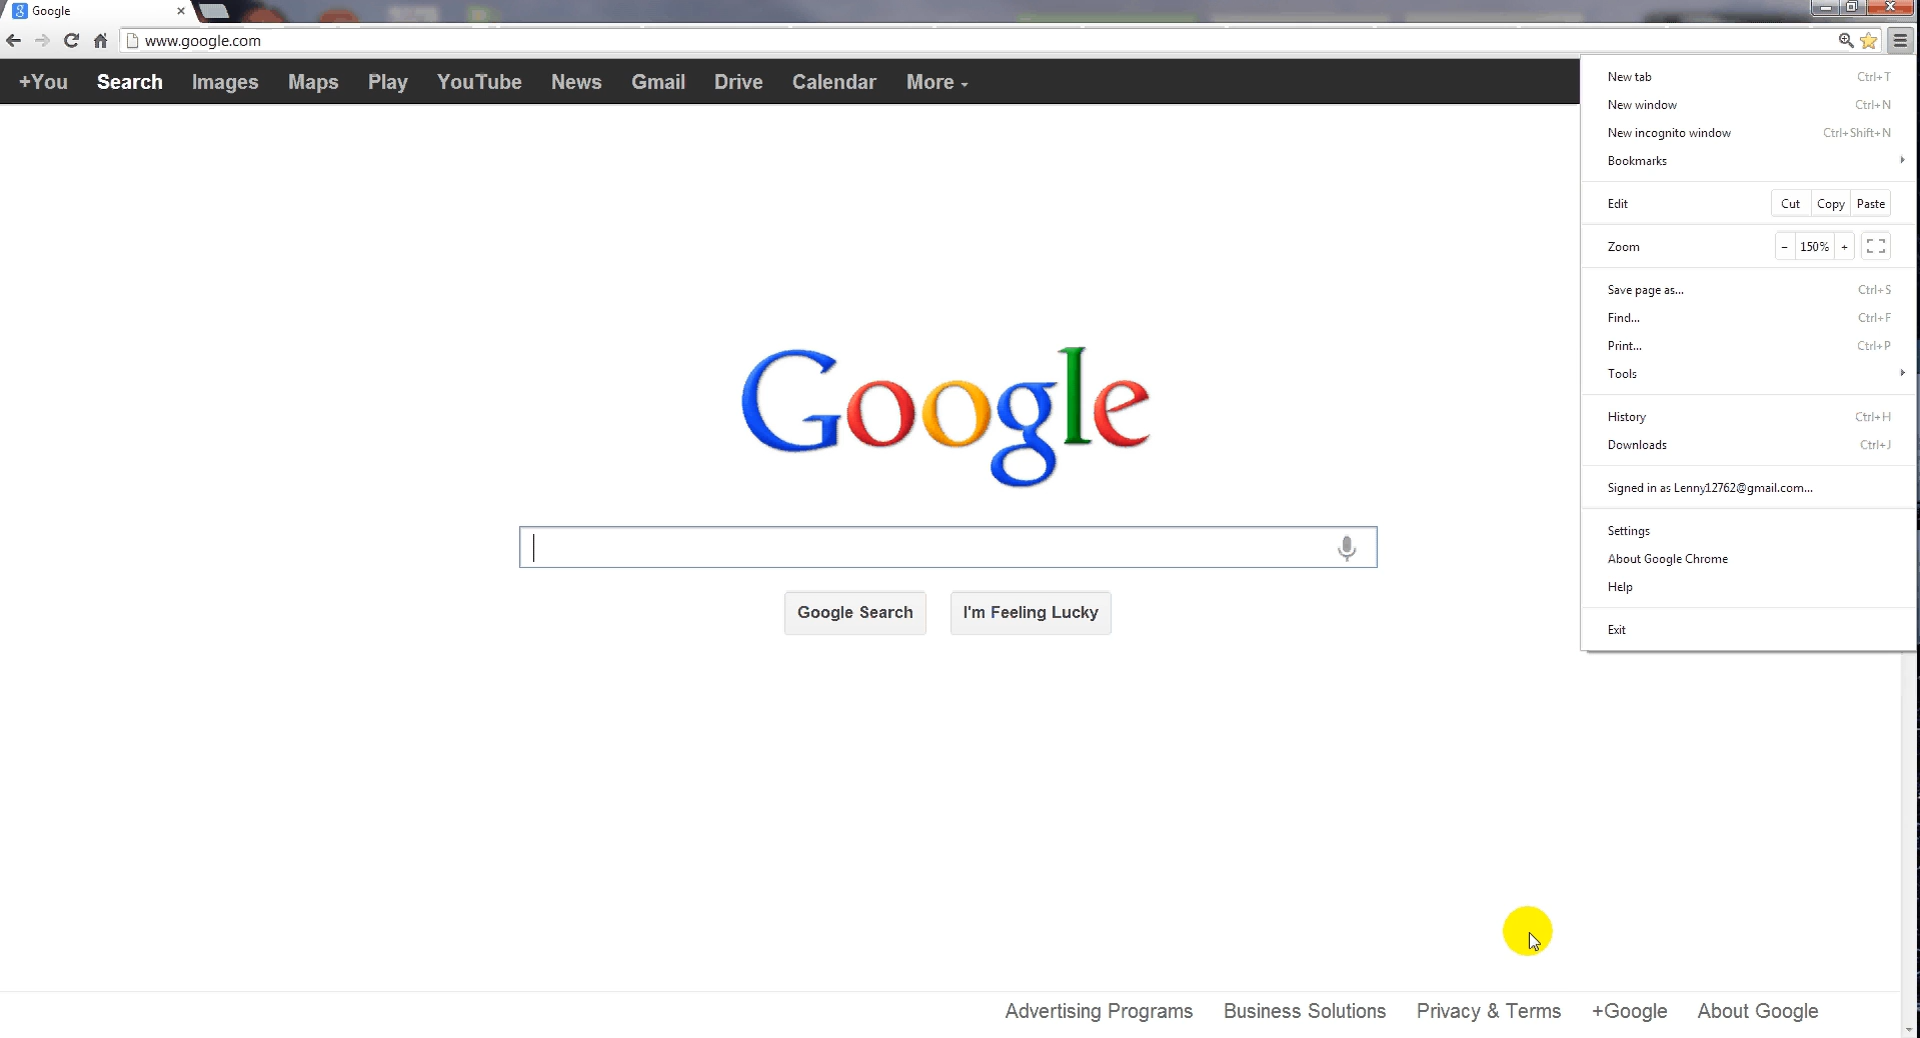 Google
www.google.com
+You Search Images Maps Play YouTube News Gmail Drive Calendar More
New tab Ctrl+T
New window Ctrl+N
New incognito window Ctrl+Shift+N
Bookmarks
Edit Cut Copy Paste
Zoom - 150% +
Save page as... Ctrl+S
Find... Ctrl+F
Print... Ctrl+P
Tools
History Ctrl+H
Downloads Ctrl+J
Signed in as Lenny12762@gmail.com...
Settings
About Google Chrome
Help
Exit
Google
Google Search I'm Feeling Lucky
Advertising Programs Business Solutions Privacy & Terms +Google About Google